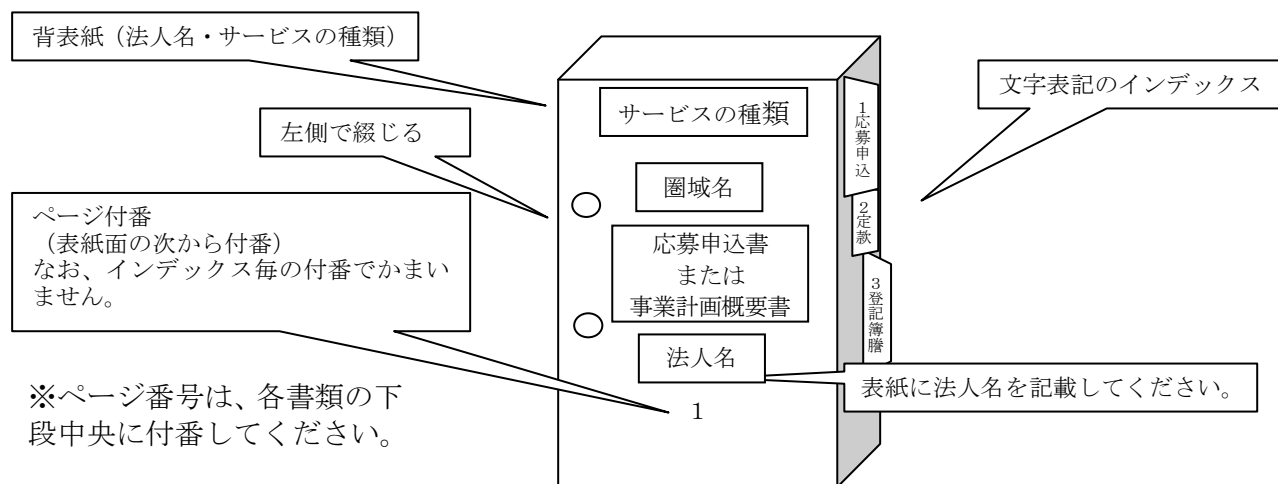 背表紙（法人名・サービスの種類）
左側で綴じる
ページ付番
（表紙面の次から付番）
なお、インデックス毎の付番でかまい
ません。
※ページ番号は、各書類の下
段中央に付番してください。
サービスの種類
圏域名
応募申込書
または
事業計画概要書
法人名
1
1応募申込
2定款
3登記簿謄
文字表記のインデックス
表紙に法人名を記載してください。